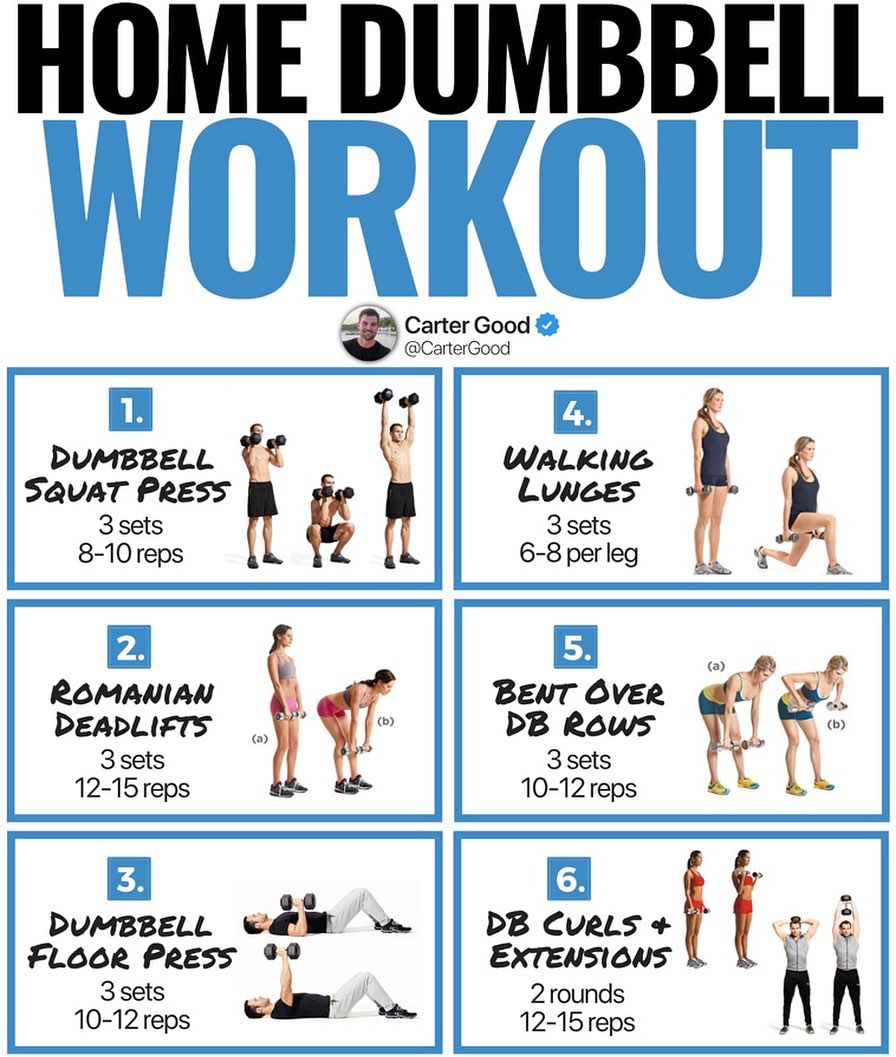 HOME DUMBBELL
WORKOUT
Carter Good
@CarterGood
1.
DUMBBELL
SQUAT PRESS
3 sets
8-10 reps
2.
ROMANIAN
DEADLIFTS
3 sets
12-15 reps
(a)
(b)
3.
DUMBBELL
FLOOR PRESS
3 sets
10-12 reps
4.
WALKING
LUNGES
3 sets
6-8 per leg
5.
BENT OVER
DB ROWS
3 sets
10-12 reps
(a)
(b)
6.
DB CURLS +
EXTENSIONS
2 rounds
12-15 reps